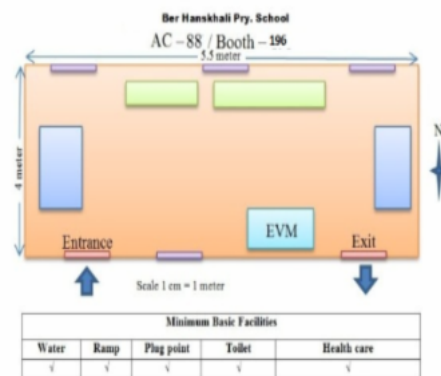 Ber Hanskhali Pry. School
AC – 88 / Booth – 196
5.5 meter
4 meter
N
EVM
Entrance
Exit
Scale 1 cm = 1 meter
Minimum Basic Facilities
Water Ramp Plug point Toilet Health care
√ √ √ √ √